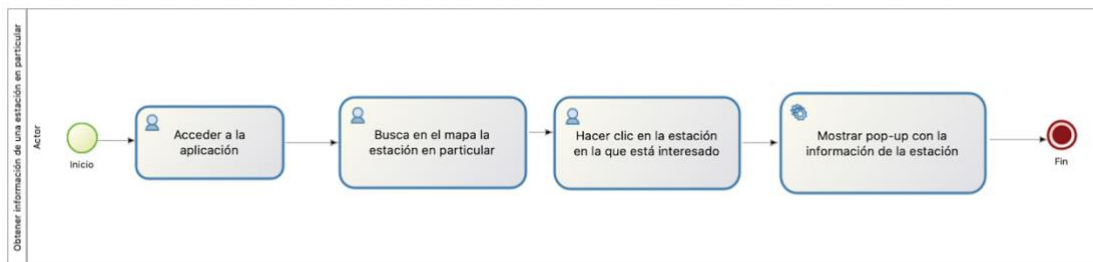 Obtener información de una estación en particular
Actor
Inicio
Acceder a la
aplicación
Busca en el mapa la
estación en particular
Hacer clic en la estación
en la que está interesado
Mostrar pop-up con la
información de la estación
Fin